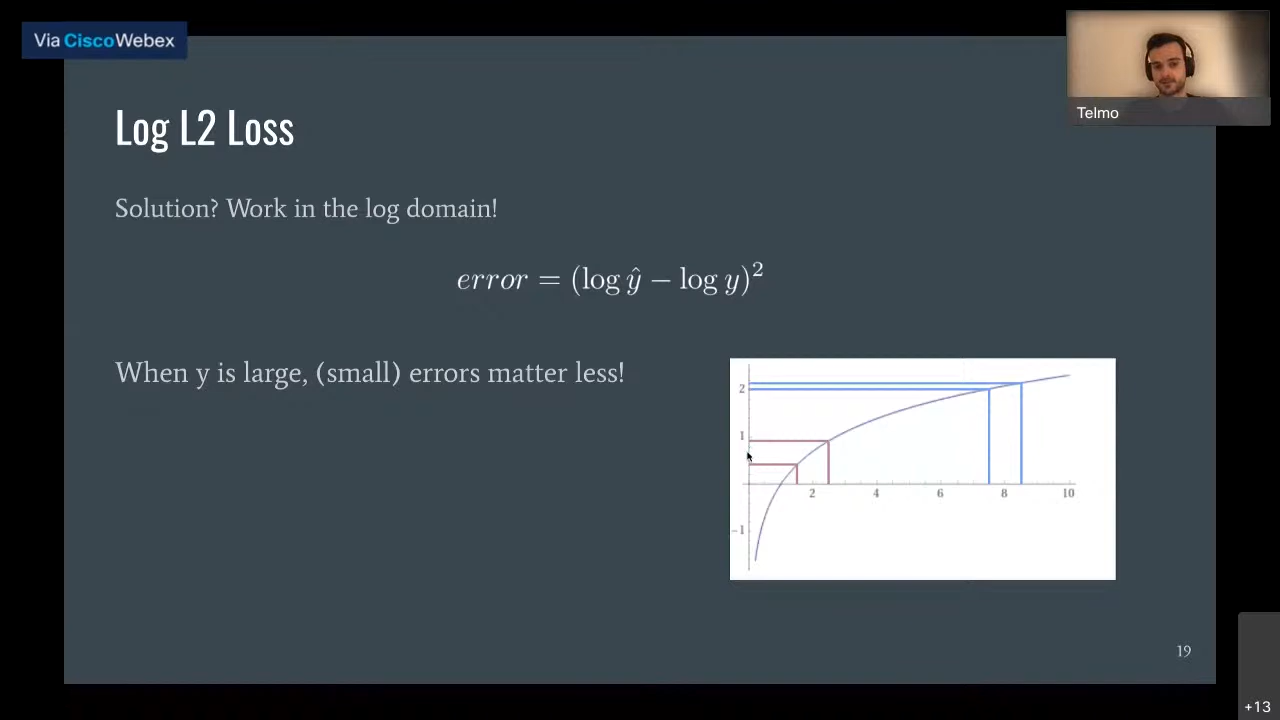 Via CiscoWebex
Telmo
Log L2 Loss
Solution? Work in the log domain!
error = (log ŷ − log y)²
When y is large, (small) errors matter less!
2
1
−1
2 4 6 8 10
19
+13